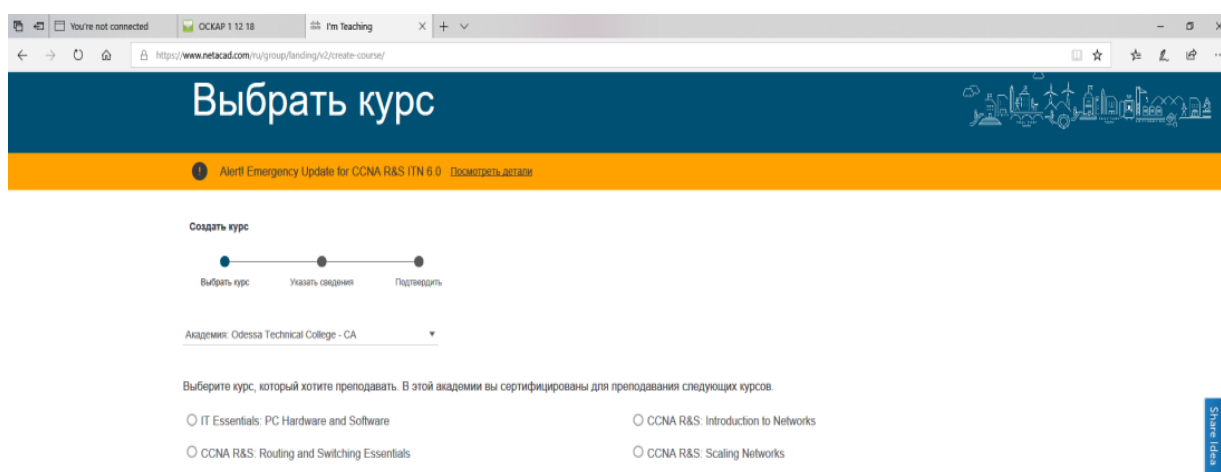 You're not connected
ОСКАР 1 12 18
I'm Teaching
https://www.netacad.com/ru/group/landing/v2/create-course/
Выбрать курс
Alert! Emergency Update for CCNA R&S ITN 6.0 Посмотреть детали
Создать курс
Выбрать курс Указать сведения Подтвердить
Академия: Odessa Technical College - CA
Выберите курс, который хотите преподавать. В этой академии вы сертифицированы для преподавания следующих курсов.
IT Essentials: PC Hardware and Software
CCNA R&S: Introduction to Networks
CCNA R&S: Routing and Switching Essentials
CCNA R&S: Scaling Networks
Share Idea